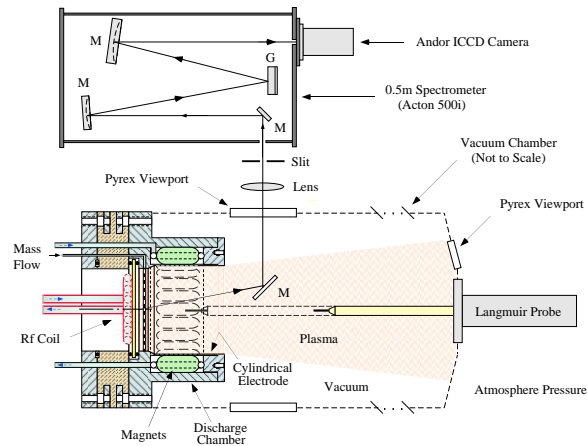 M
Andor ICCD Camera
G
0.5m Spectrometer
(Acton 500i)
M
M
Slit
Vacuum Chamber
(Not to Scale)
Pyrex Viewport
Lens
Pyrex Viewport
Mass
Flow
M
Langmuir Probe
Rf Coil
Plasma
Cylindrical
Electrode
Vacuum
Atmosphere Pressure
Magnets
Discharge
Chamber